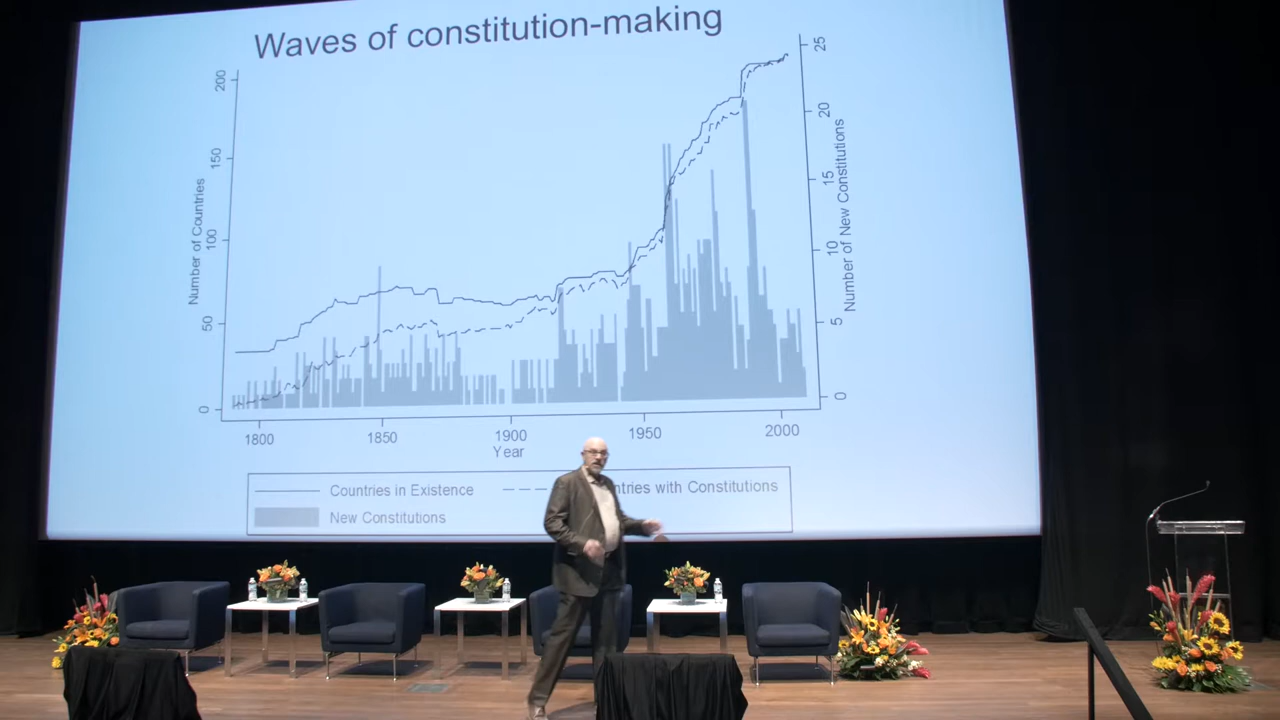 Waves of constitution-making
200
150
100
50
0
Number of Countries
25
20
15
10
5
0
Number of New Constitutions
1800
1850
1900
1950
2000
Year
Countries in Existence
with Constitutions
New Constitutions